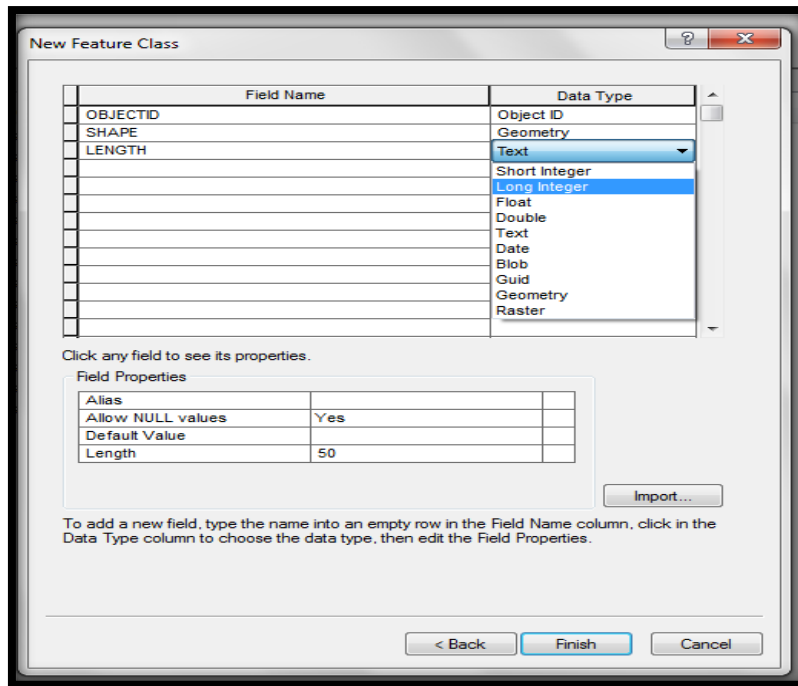 New Feature Class
Field Name Data Type
OBJECTID Object ID
SHAPE Geometry
LENGTH Text
Short Integer
Long Integer
Float
Double
Text
Date
Blob
Guid
Geometry
Raster
Click any field to see its properties.
Field Properties
Alias
Allow NULL values Yes
Default Value
Length 50
Import...
To add a new field, type the name into an empty row in the Field Name column, click in the
Data Type column to choose the data type, then edit the Field Properties.
< Back Finish Cancel